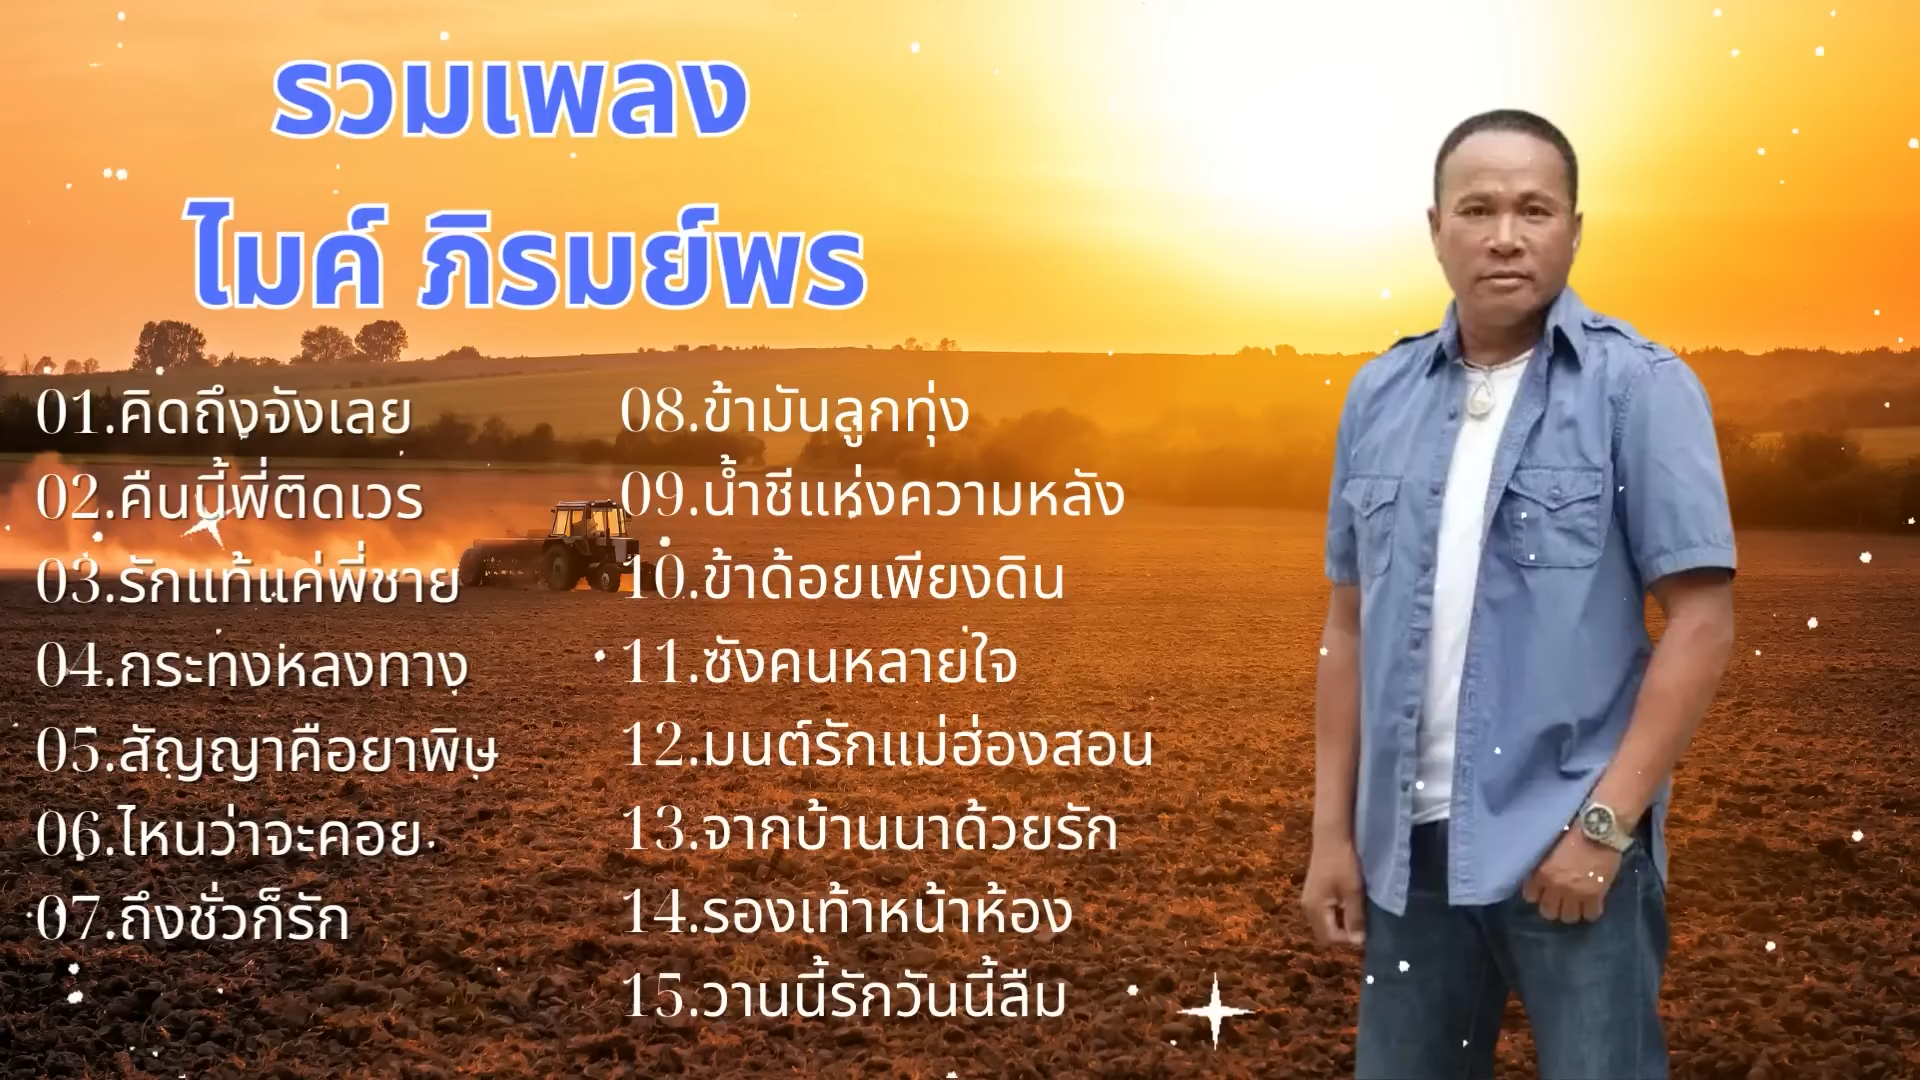 รวมเพลง
ไมค์ ภิรมย์พร
01.คิดถึงจังเลย
02.คืนนี้พี่ติดเวร
03.รักแท้แค่พี่ชาย
04.กระทงหลงทาง
05.สัญญาคือยาพิษ
06.ไหนว่าจะคอย
07.ถึงชั่วก็รัก
08.ข้ามันลูกทุ่ง
09.น้ำชีแห่งความหลัง
10.ข้าด้อยเพียงดิน
11.ซังคนหลายใจ
12.มนต์รักแม่ฮ่องสอน
13.จากบ้านนาด้วยรัก
14.รองเท้าหน้าห้อง
15.วานนี้รักวันนี้ลืม